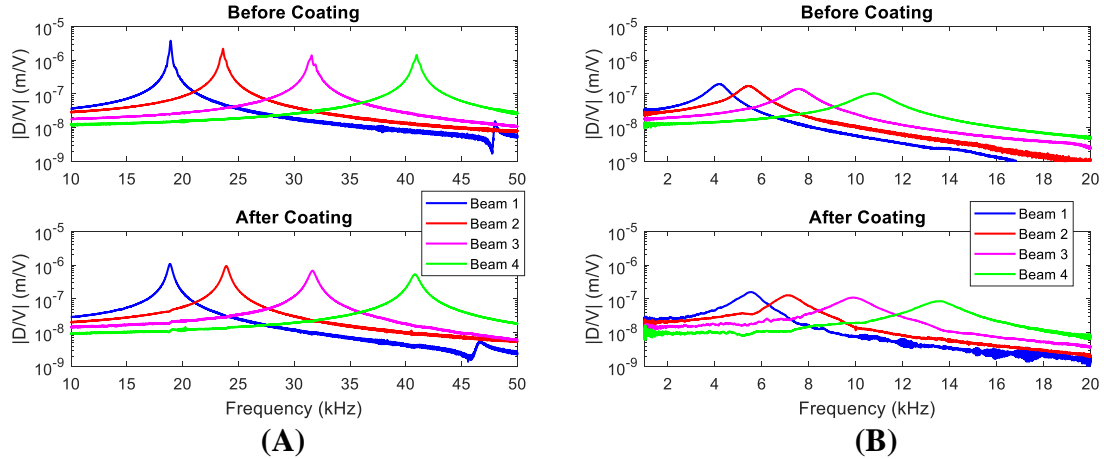 Before Coating
|D/V| (m/V)
10^-5
10^-6
10^-7
10^-8
10^-9
10 15 20 25 30 35 40 45 50
After Coating
|D/V| (m/V)
10^-5
10^-6
10^-7
10^-8
10^-9
10 15 20 25 30 35 40 45 50
Frequency (kHz)
Beam 1
Beam 2
Beam 3
Beam 4
(A)
Before Coating
|D/V| (m/V)
10^-5
10^-6
10^-7
10^-8
10^-9
2 4 6 8 10 12 14 16 18 20
After Coating
|D/V| (m/V)
10^-5
10^-6
10^-7
10^-8
10^-9
2 4 6 8 10 12 14 16 18 20
Frequency (kHz)
Beam 1
Beam 2
Beam 3
Beam 4
(B)